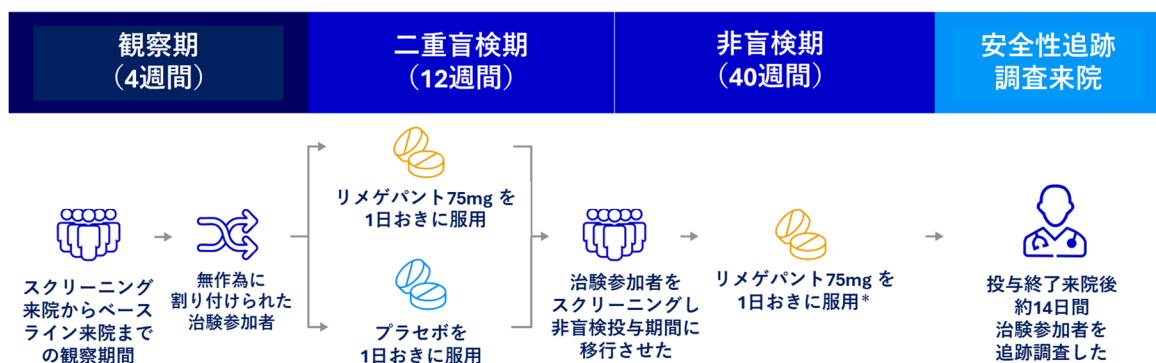 観察期
（4週間）
二重盲検期
（12週間）
非盲検期
（40週間）
安全性追跡
調査来院
スクリーニング
来院からベース
ライン来院まで
の観察期間
無作為に
割り付けられた
治験参加者
リメゲパント75mg を
1日おきに服用
プラセボを
1日おきに服用
治験参加者を
スクリーニングし
非盲検投与期間に
移行させた
リメゲパント75mg を
1日おきに服用*
投与終了来院後
約14日間
治験参加者を
追跡調査した